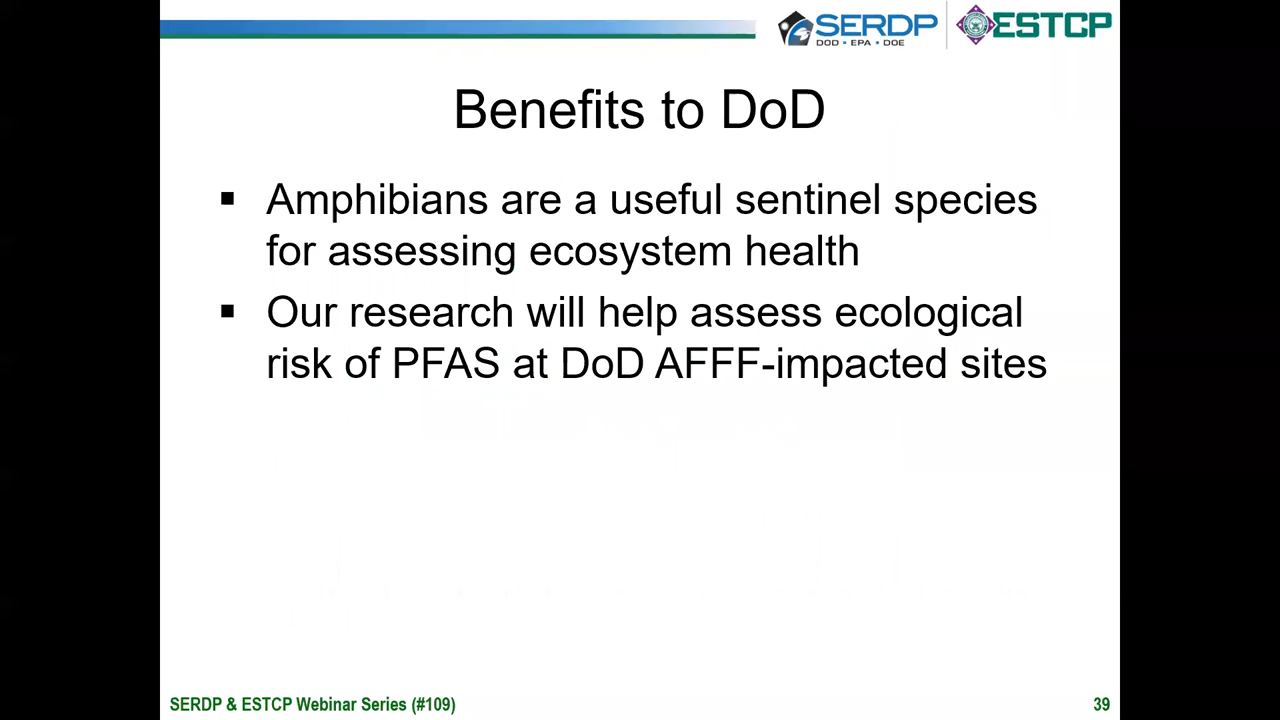 SERDP
DOD • EPA • DOE
ESTCP
Benefits to DoD
▪ Amphibians are a useful sentinel species
for assessing ecosystem health
▪ Our research will help assess ecological
risk of PFAS at DoD AFFF-impacted sites
SERDP & ESTCP Webinar Series (#109)
39